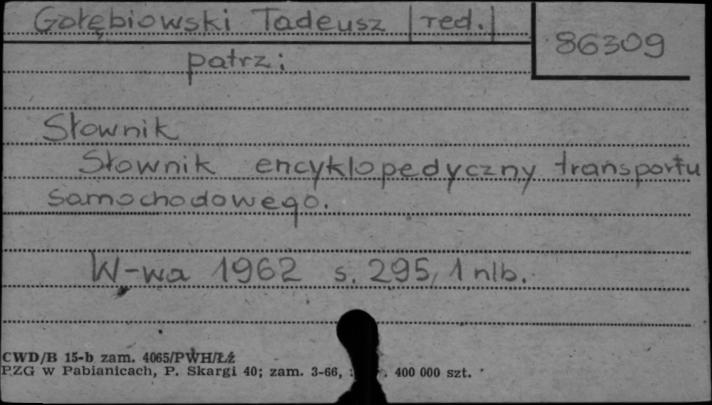 Gołębiowski Tadeusz |red.|
86309
patrz:
Słownik
Słownik encyklopedyczny transportu
samochodowego.
W-wa 1962 s. 295, 1 nlb.
CWD/B 15-b zam. 4065/PWH/Łź
PZG w Pabianicach, P. Skargi 40; zam. 3-66, 400 000 szt.